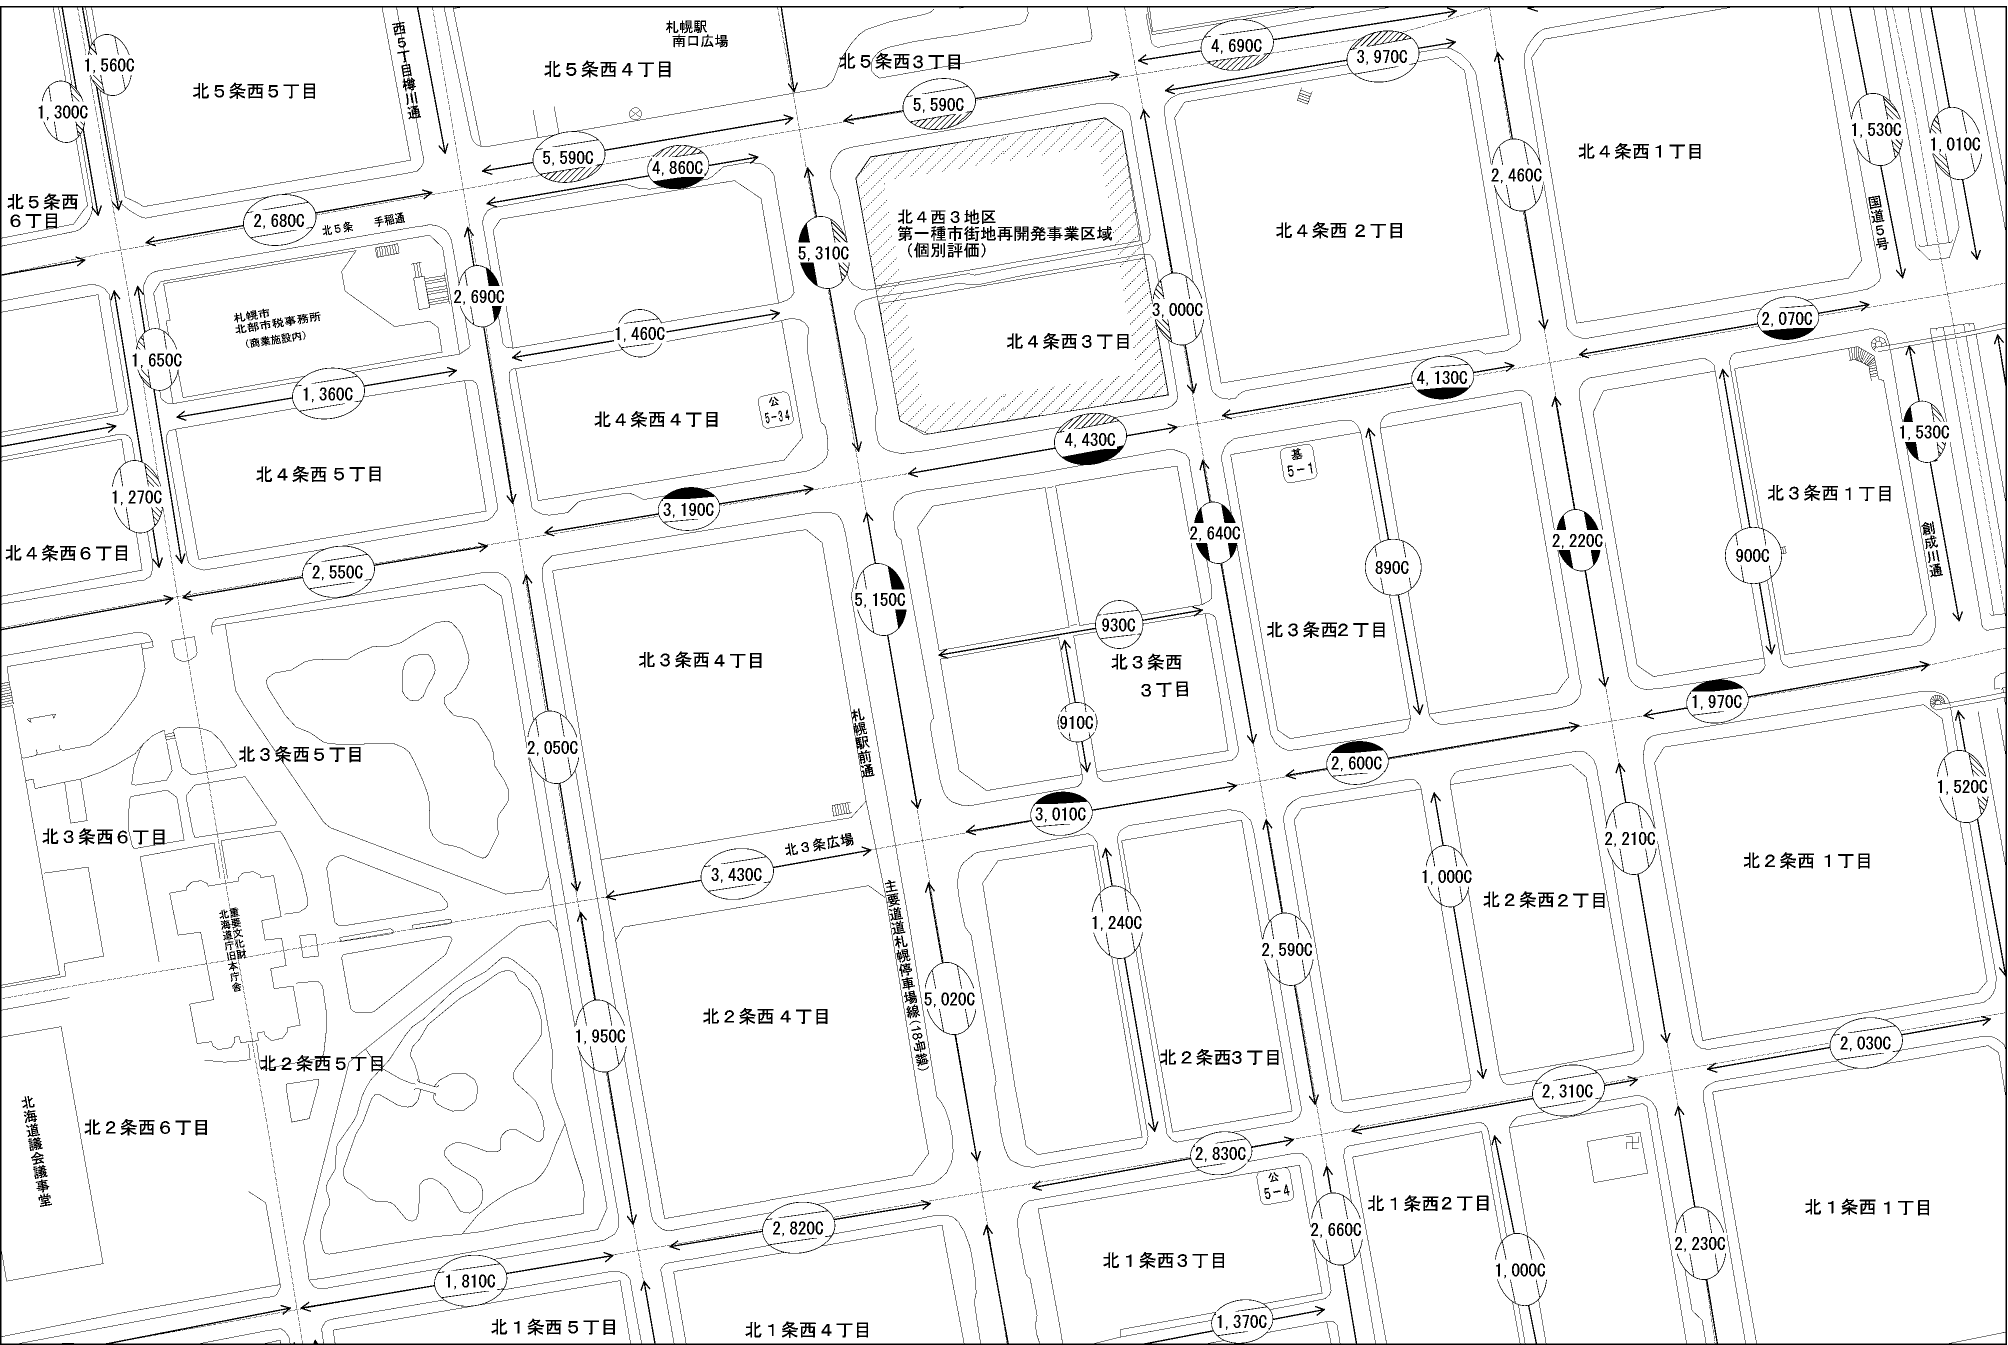 札幌駅
南口広場
西５丁目樽川通
4,690C
3,970C
1,560C
北５条西５丁目
北５条西４丁目
北５条西３丁目
1,300C
5,590C
5,590C
1,530C
1,010C
4,860C
2,460C
北４条西１丁目
北５条西
６丁目
2,680C
北５条
手稲通
北４西３地区
第一種市街地再開発事業区域
（個別評価）
北４条西２丁目
国道５号
5,310C
2,690C
3,000C
札幌市
北部市税事務所
（商業施設内）
2,070C
1,460C
北４条西３丁目
1,650C
1,360C
4,130C
公
5-34
北４条西４丁目
4,430C
1,530C
北４条西５丁目
基
5-1
1,270C
3,190C
北３条西１丁目
2,640C
2,220C
創成川通
北４条西６丁目
2,550C
890C
900C
5,150C
930C
北３条西２丁目
北３条西４丁目
北３条西
３丁目
910C
1,970C
札幌駅前通
北３条西５丁目
2,050C
2,600C
1,520C
3,010C
北３条西６丁目
北３条広場
2,210C
北２条西１丁目
3,430C
1,000C
北２条西２丁目
主要道道札幌停車場線(18号線)
重要文化財
北海道庁旧本庁舎
1,240C
2,590C
5,020C
北２条西４丁目
1,950C
2,030C
北２条西５丁目
北２条西３丁目
2,310C
北海道議会議事堂
北２条西６丁目
2,830C
公
5-4
北１条西２丁目
北１条西１丁目
2,820C
2,660C
2,230C
北１条西３丁目
1,000C
1,810C
1,370C
北１条西５丁目
北１条西４丁目